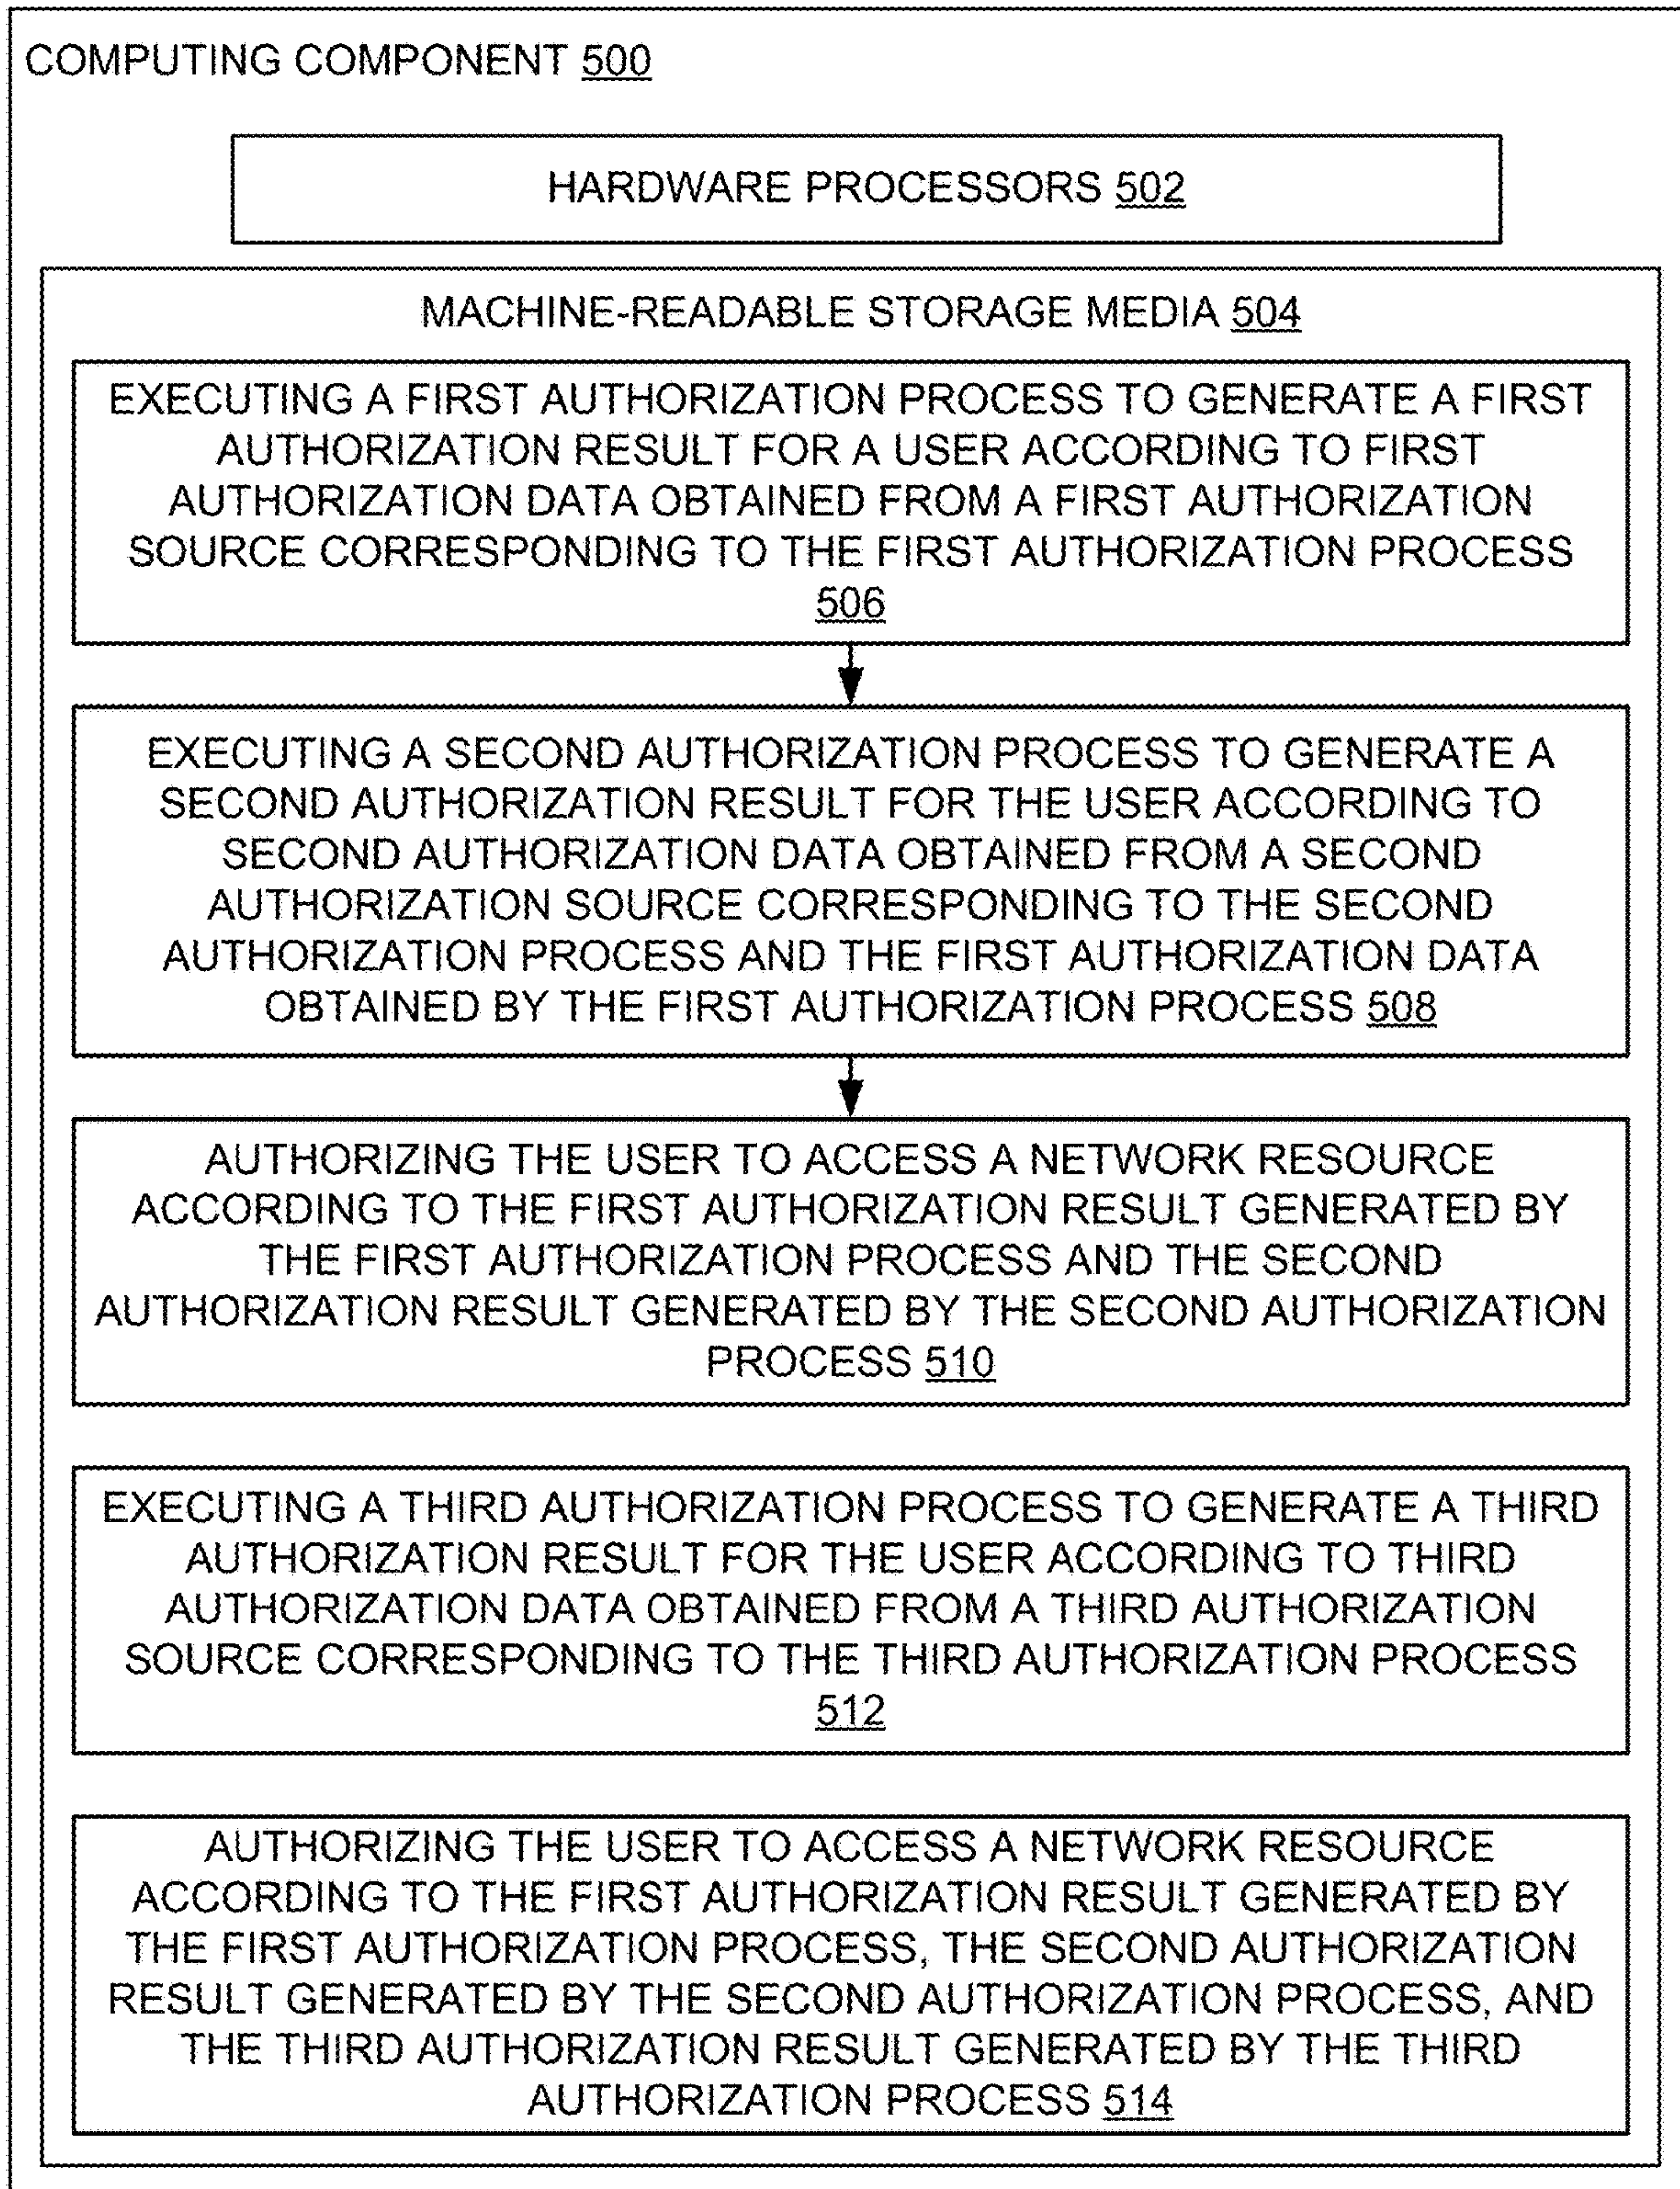 COMPUTING COMPONENT 500
HARDWARE PROCESSORS 502
MACHINE-READABLE STORAGE MEDIA 504
EXECUTING A FIRST AUTHORIZATION PROCESS TO GENERATE A FIRST
AUTHORIZATION RESULT FOR A USER ACCORDING TO FIRST
AUTHORIZATION DATA OBTAINED FROM A FIRST AUTHORIZATION
SOURCE CORRESPONDING TO THE FIRST AUTHORIZATION PROCESS
506
EXECUTING A SECOND AUTHORIZATION PROCESS TO GENERATE A
SECOND AUTHORIZATION RESULT FOR THE USER ACCORDING TO
SECOND AUTHORIZATION DATA OBTAINED FROM A SECOND
AUTHORIZATION SOURCE CORRESPONDING TO THE SECOND
AUTHORIZATION PROCESS AND THE FIRST AUTHORIZATION DATA
OBTAINED BY THE FIRST AUTHORIZATION PROCESS 508
AUTHORIZING THE USER TO ACCESS A NETWORK RESOURCE
ACCORDING TO THE FIRST AUTHORIZATION RESULT GENERATED BY
THE FIRST AUTHORIZATION PROCESS AND THE SECOND
AUTHORIZATION RESULT GENERATED BY THE SECOND AUTHORIZATION
PROCESS 510
EXECUTING A THIRD AUTHORIZATION PROCESS TO GENERATE A THIRD
AUTHORIZATION RESULT FOR THE USER ACCORDING TO THIRD
AUTHORIZATION DATA OBTAINED FROM A THIRD AUTHORIZATION
SOURCE CORRESPONDING TO THE THIRD AUTHORIZATION PROCESS
512
AUTHORIZING THE USER TO ACCESS A NETWORK RESOURCE
ACCORDING TO THE FIRST AUTHORIZATION RESULT GENERATED BY
THE FIRST AUTHORIZATION PROCESS, THE SECOND AUTHORIZATION
RESULT GENERATED BY THE SECOND AUTHORIZATION PROCESS, AND
THE THIRD AUTHORIZATION RESULT GENERATED BY THE THIRD
AUTHORIZATION PROCESS 514